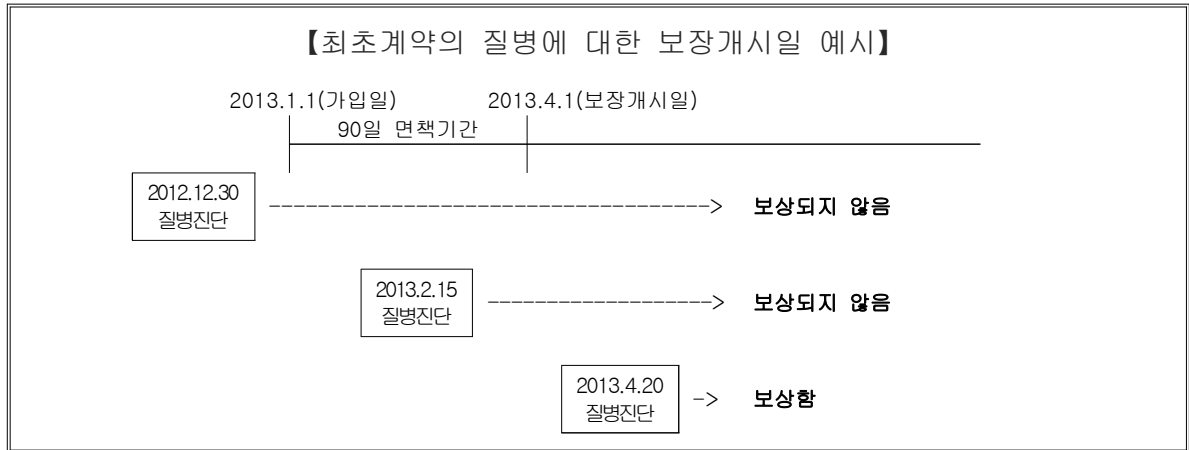 【최초계약의 질병에 대한 보장개시일 예시】
2013.1.1(가입일) 2013.4.1(보장개시일)
90일 면책기간
2012.12.30
질병진단
-----------------------------------> 보상되지 않음
2013.2.15
질병진단
-------------------> 보상되지 않음
2013.4.20
질병진단
-> 보상함